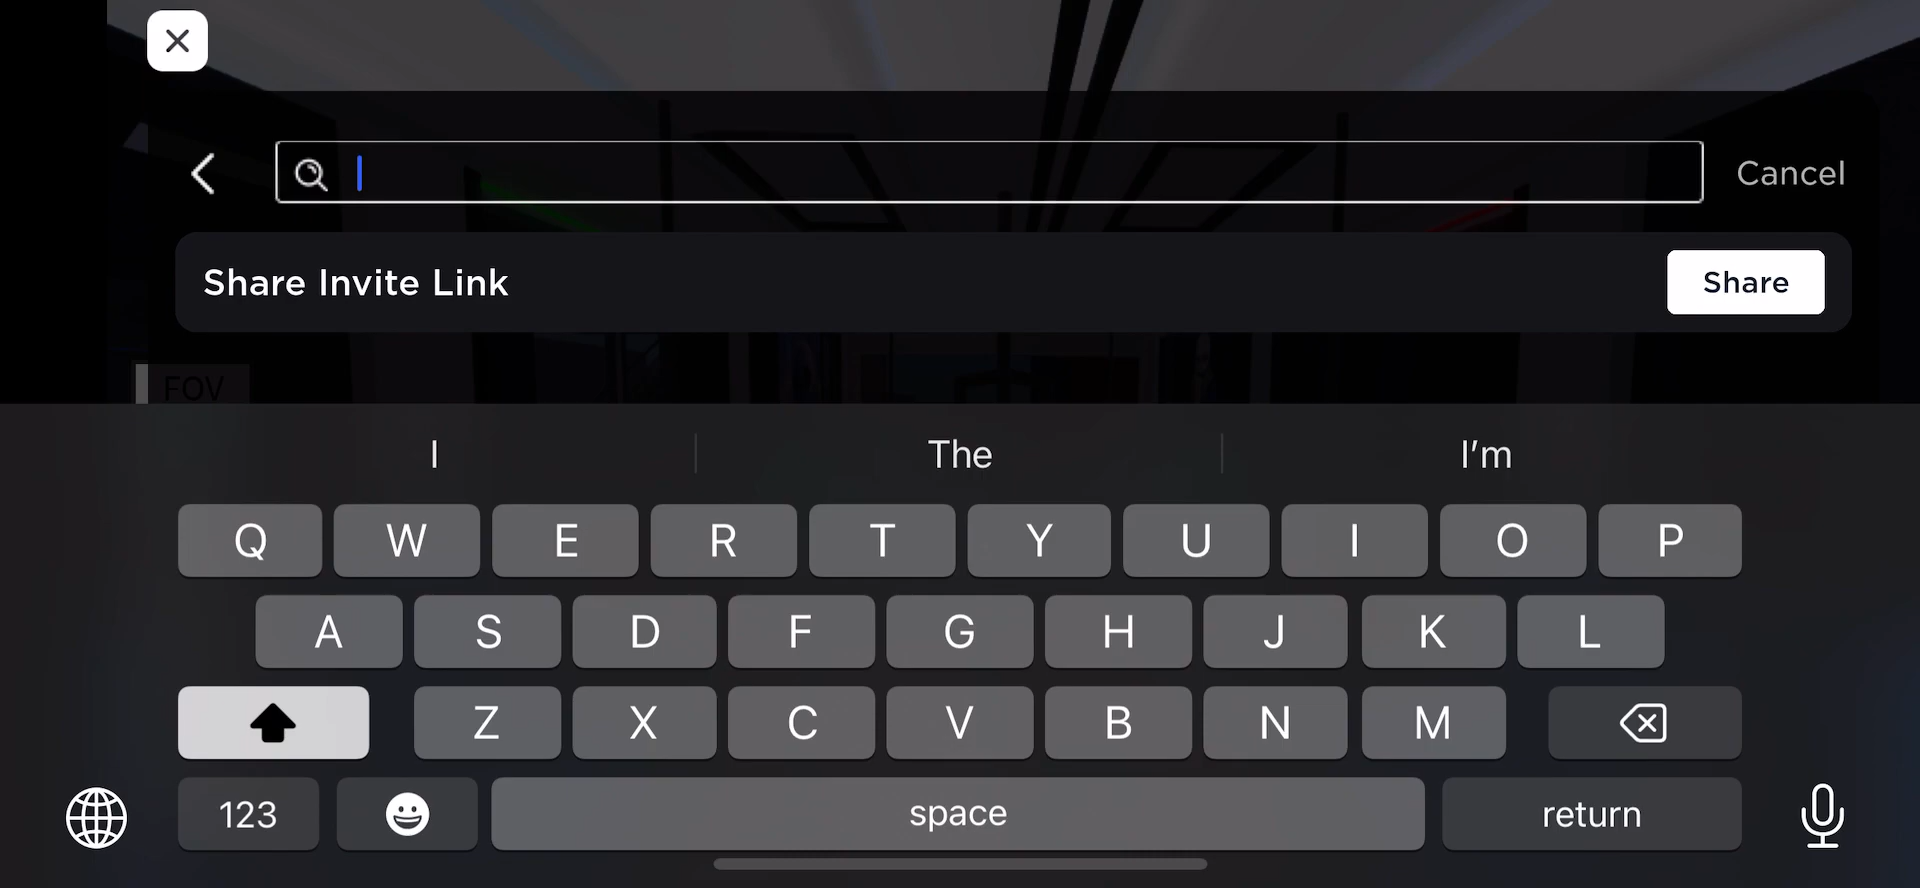 Cancel
Share Invite Link
Share
FOV
I The I'm
Q W E R T Y U I O P
A S D F G H J K L
Z X C V B N M
123 space return